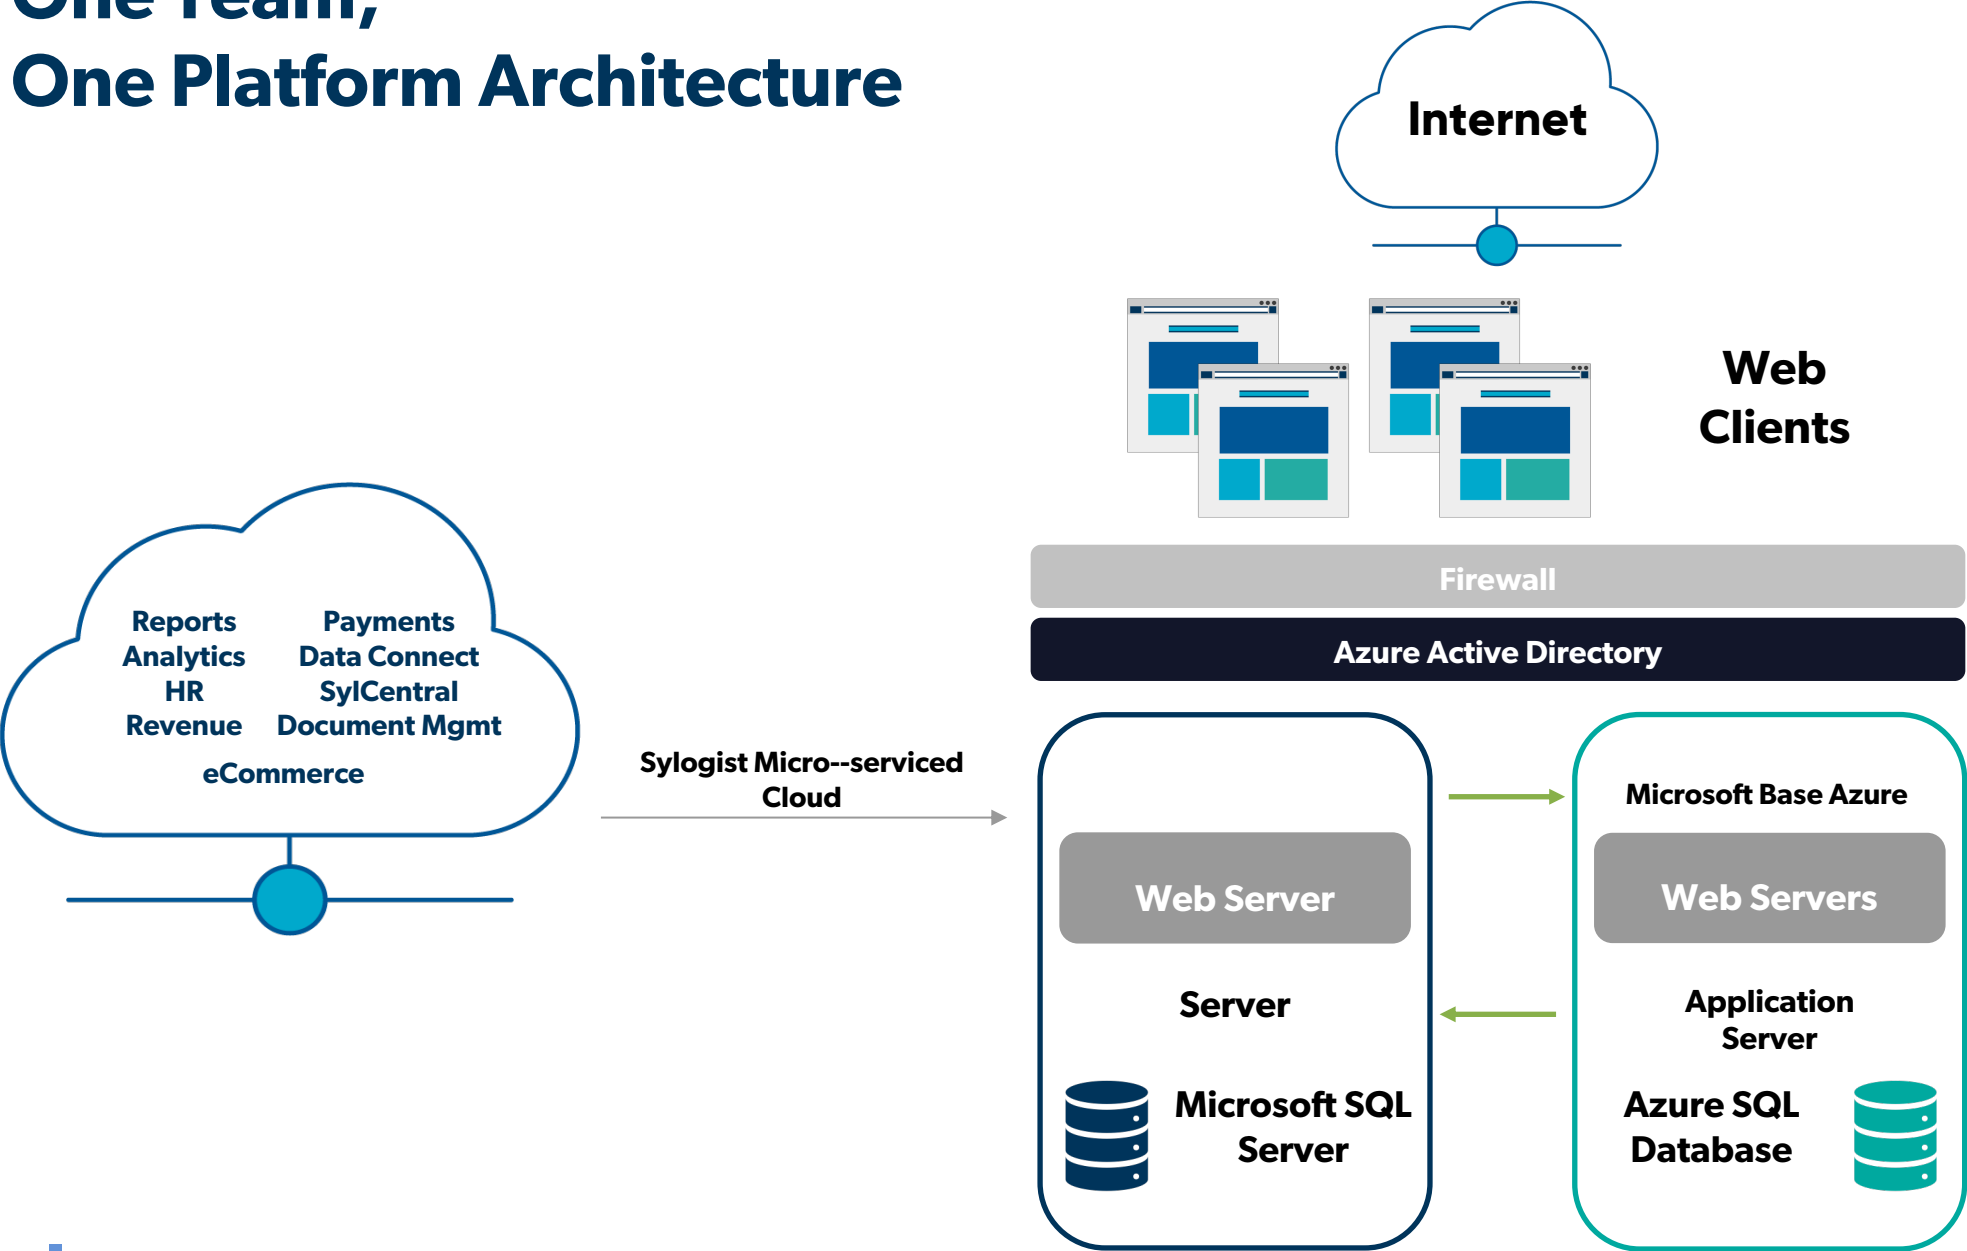 One Team,
One Platform Architecture
Internet
Web
Clients
Firewall
Azure Active Directory
Reports
Analytics
HR
Revenue
Payments
Data Connect
SylCentral
Document Mgmt
eCommerce
Sylogist Micro--serviced
Cloud
Web Server
Server
Microsoft SQL
Server
Microsoft Base Azure
Web Servers
Application
Server
Azure SQL
Database